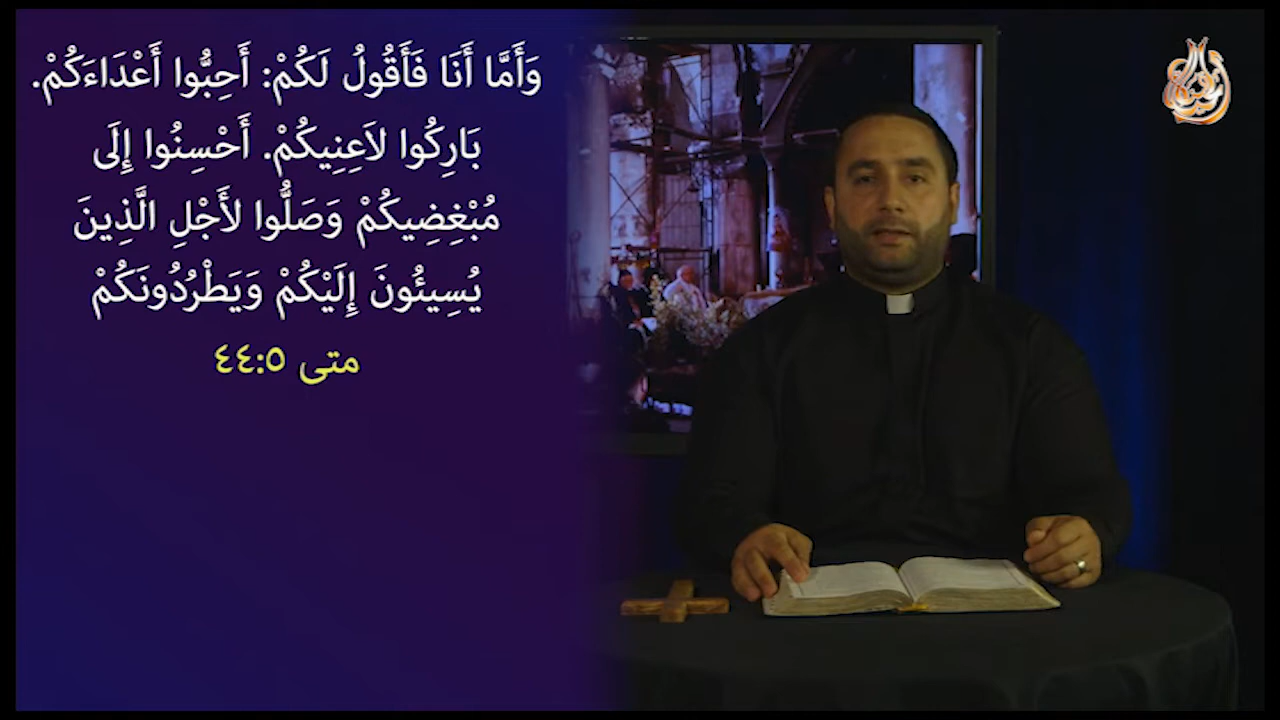 وَأَمَّا أَنَا فَأَقُولُ لَكُمْ: أَحِبُّوا أَعْدَاءَكُمْ.
بَارِكُوا لاَعِنِيكُمْ. أَحْسِنُوا إِلَى
مُبْغِضِيكُمْ وَصَلُّوا لأَجْلِ الَّذِينَ
يُسِيئُونَ إِلَيْكُمْ وَيَطْرُدُونَكُمْ
متى ٤٤:٥